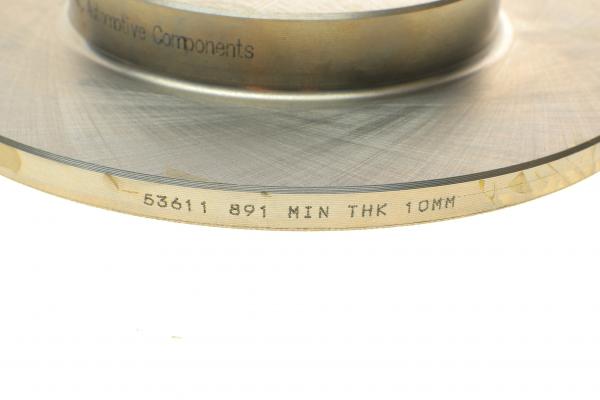 Automotive Components
53611 891 MIN THK 10MM